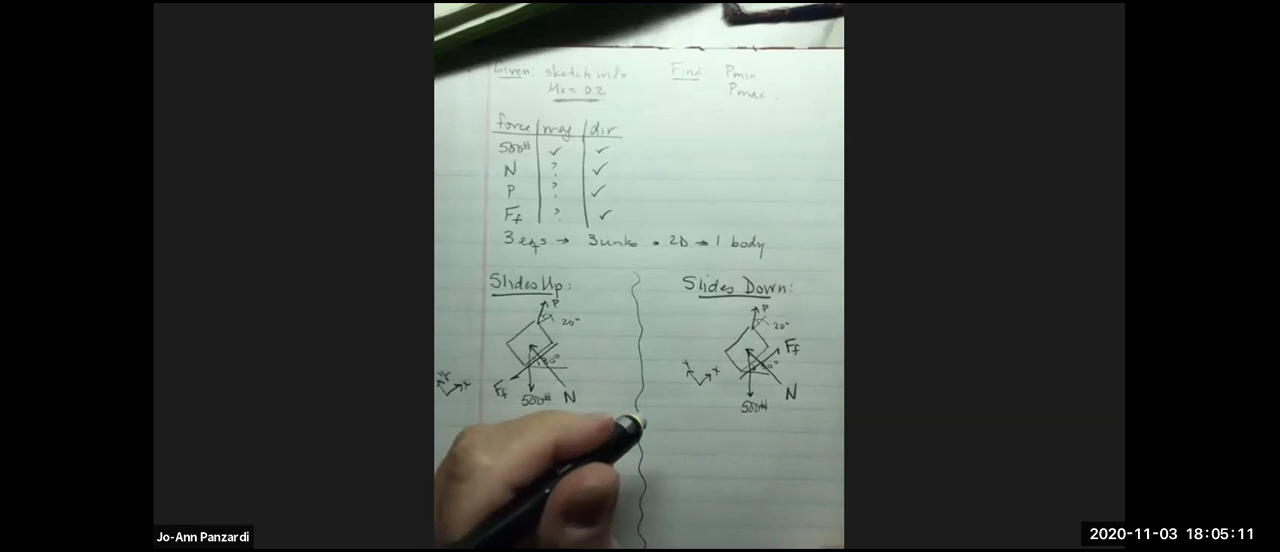 Given: sketch info Find Pmin
μs = 0.2 Pmax.
force mag dir
500# ✓ ✓
N ? ✓
P ? ✓
Ff ? ✓
3 eqs → 3 unks • 2D → 1 body
Slides Up: Slides Down:
P P
20° 20°
Ff
y x y x
Ff 500# N 500# N
Jo-Ann Panzardi
2020-11-03 18:05:11